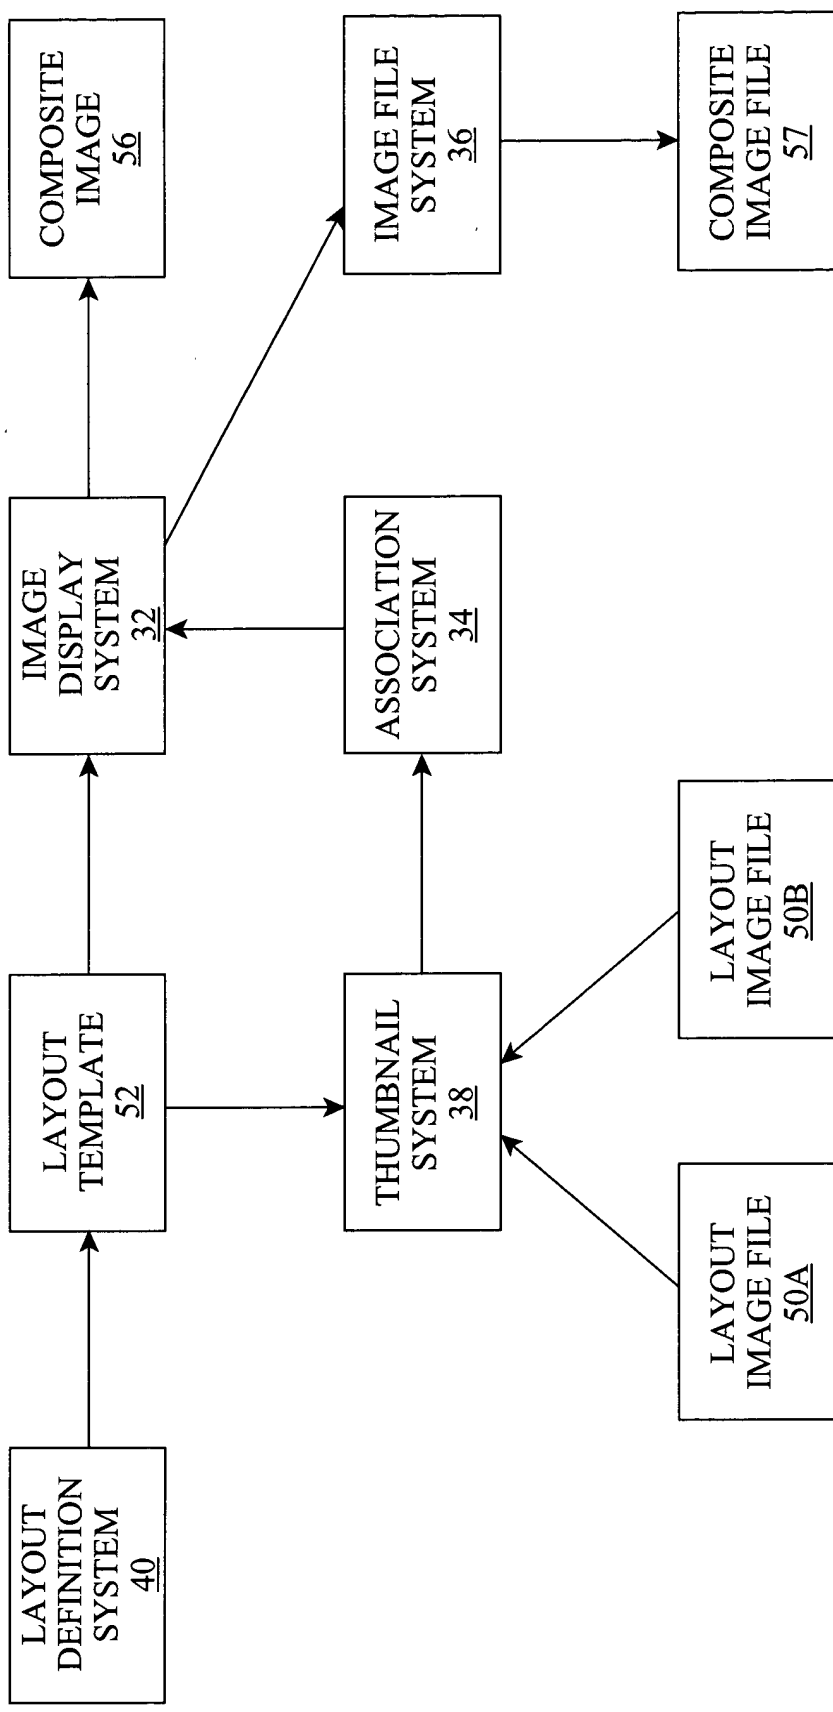 LAYOUT
DEFINITION
SYSTEM
40
LAYOUT
TEMPLATE
52
IMAGE
DISPLAY
SYSTEM
32
COMPOSITE
IMAGE
56
THUMBNAIL
SYSTEM
38
ASSOCIATION
SYSTEM
34
IMAGE FILE
SYSTEM
36
LAYOUT
IMAGE FILE
50A
LAYOUT
IMAGE FILE
50B
COMPOSITE
IMAGE FILE
57